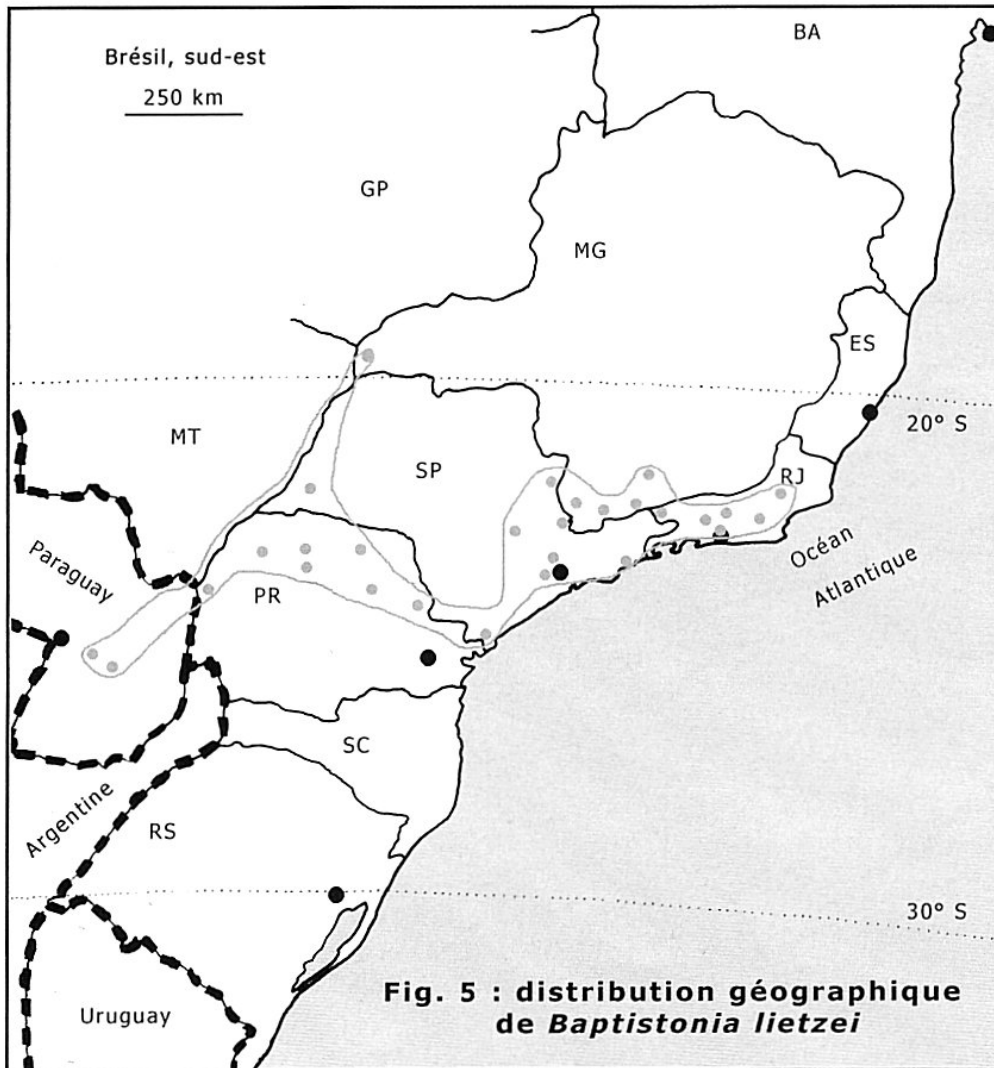 Brésil, sud-est
250 km
BA
GP
MG
ES
20° S
MT
SP
RJ
Océan
Atlantique
Paraguay
PR
SC
Argentine
RS
30° S
Uruguay
Fig. 5 : distribution géographique
de Baptistonia lietzei